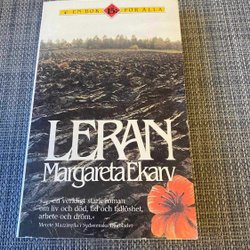 EN BOK FÖR ALLA
LERAN
Margareta Ekarv
»...en verkligt stark roman
om liv och död, tid och tidlöshet,
arbete och dröm.«
Merete Mazzarella i Sydsvenska Dagbladet